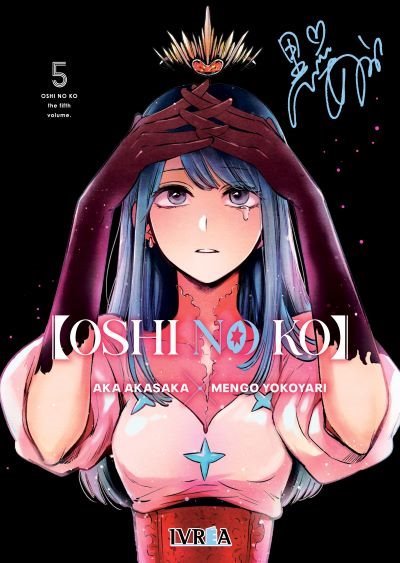 5
OSHI NO KO
the fifth
volume.
【OSHI NO KO】
AKA AKASAKA × MENGO YOKOYARI
IVREA